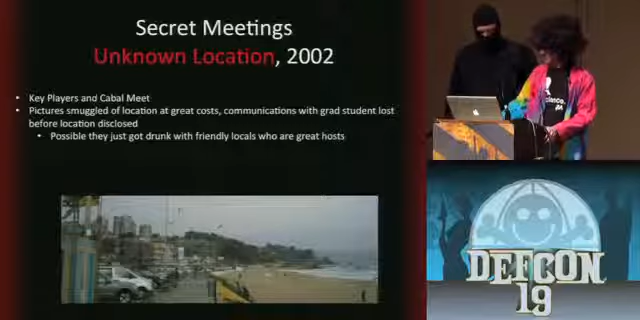 Secret Meetings
Unknown Location, 2002
• Key Players and Cabal Meet
• Pictures smuggled of location at great costs, communications with grad student lost
before location disclosed
• Possible they just got drunk with friendly locals who are great hosts
DEFCON
19